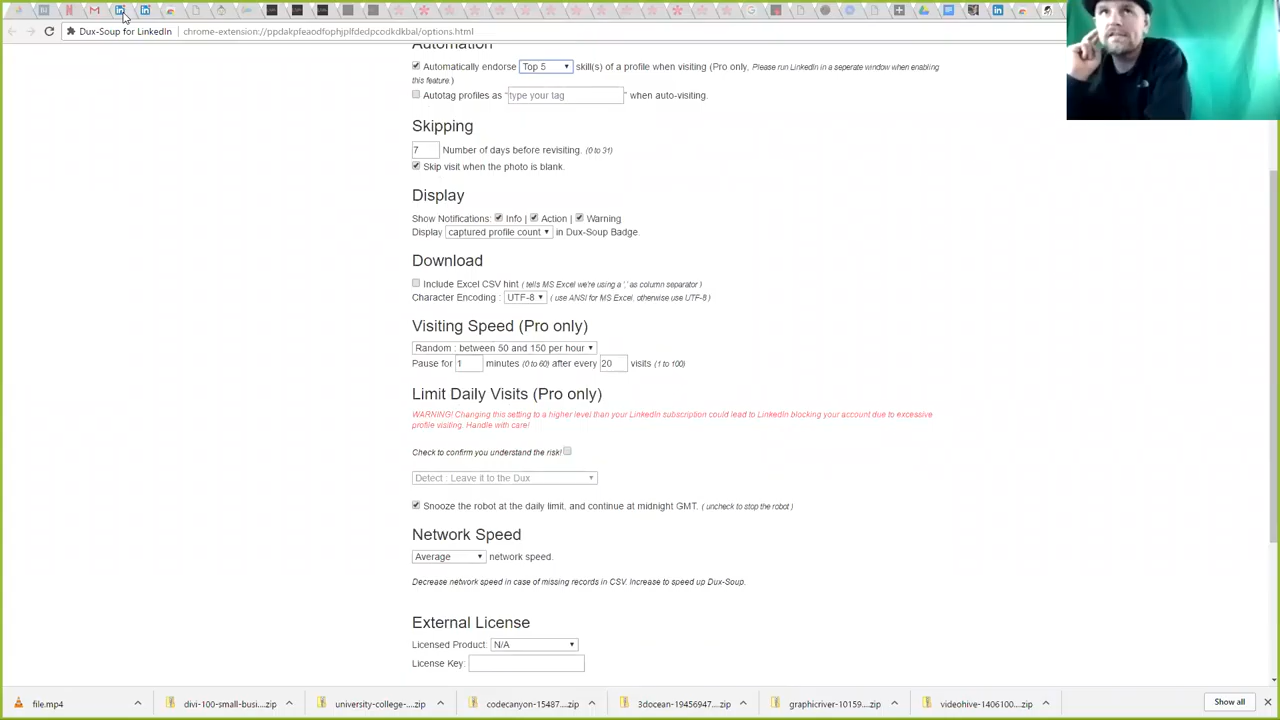 Dux-Soup for LinkedIn
chrome-extension://ppdakpfeaodfophjplfdedpcodkdkbal/options.html
Automation
Automatically endorse Top 5 skill(s) of a profile when visiting (Pro only, Please run LinkedIn in a seperate window when enabling
this feature.)
Autotag profiles as "type your tag" when auto-visiting.
Skipping
7 Number of days before revisiting. (0 to 31)
Skip visit when the photo is blank.
Display
Show Notifications: Info | Action | Warning
Display captured profile count in Dux-Soup Badge.
Download
Include Excel CSV hint ( tells MS Excel we're using a ',' as column separator )
Character Encoding : UTF-8 ( use ANSI for MS Excel, otherwise use UTF-8 )
Visiting Speed (Pro only)
Random : between 50 and 150 per hour
Pause for 1 minutes (0 to 60) after every 20 visits (1 to 100)
Limit Daily Visits (Pro only)
WARNING! Changing this setting to a higher level than your LinkedIn subscription could lead to LinkedIn blocking your account due to excessive
profile visiting. Handle with care!
Check to confirm you understand the risk!
Detect : Leave it to the Dux
Snooze the robot at the daily limit, and continue at midnight GMT. ( uncheck to stop the robot )
Network Speed
Average network speed.
Decrease network speed in case of missing records in CSV. Increase to speed up Dux-Soup.
External License
Licensed Product: N/A
License Key:
file.mp4
divi-100-small-busi....zip
university-college-....zip
codecanyon-15487....zip
3docean-19456947....zip
graphicriver-10159....zip
videohive-1406100....zip
Show all